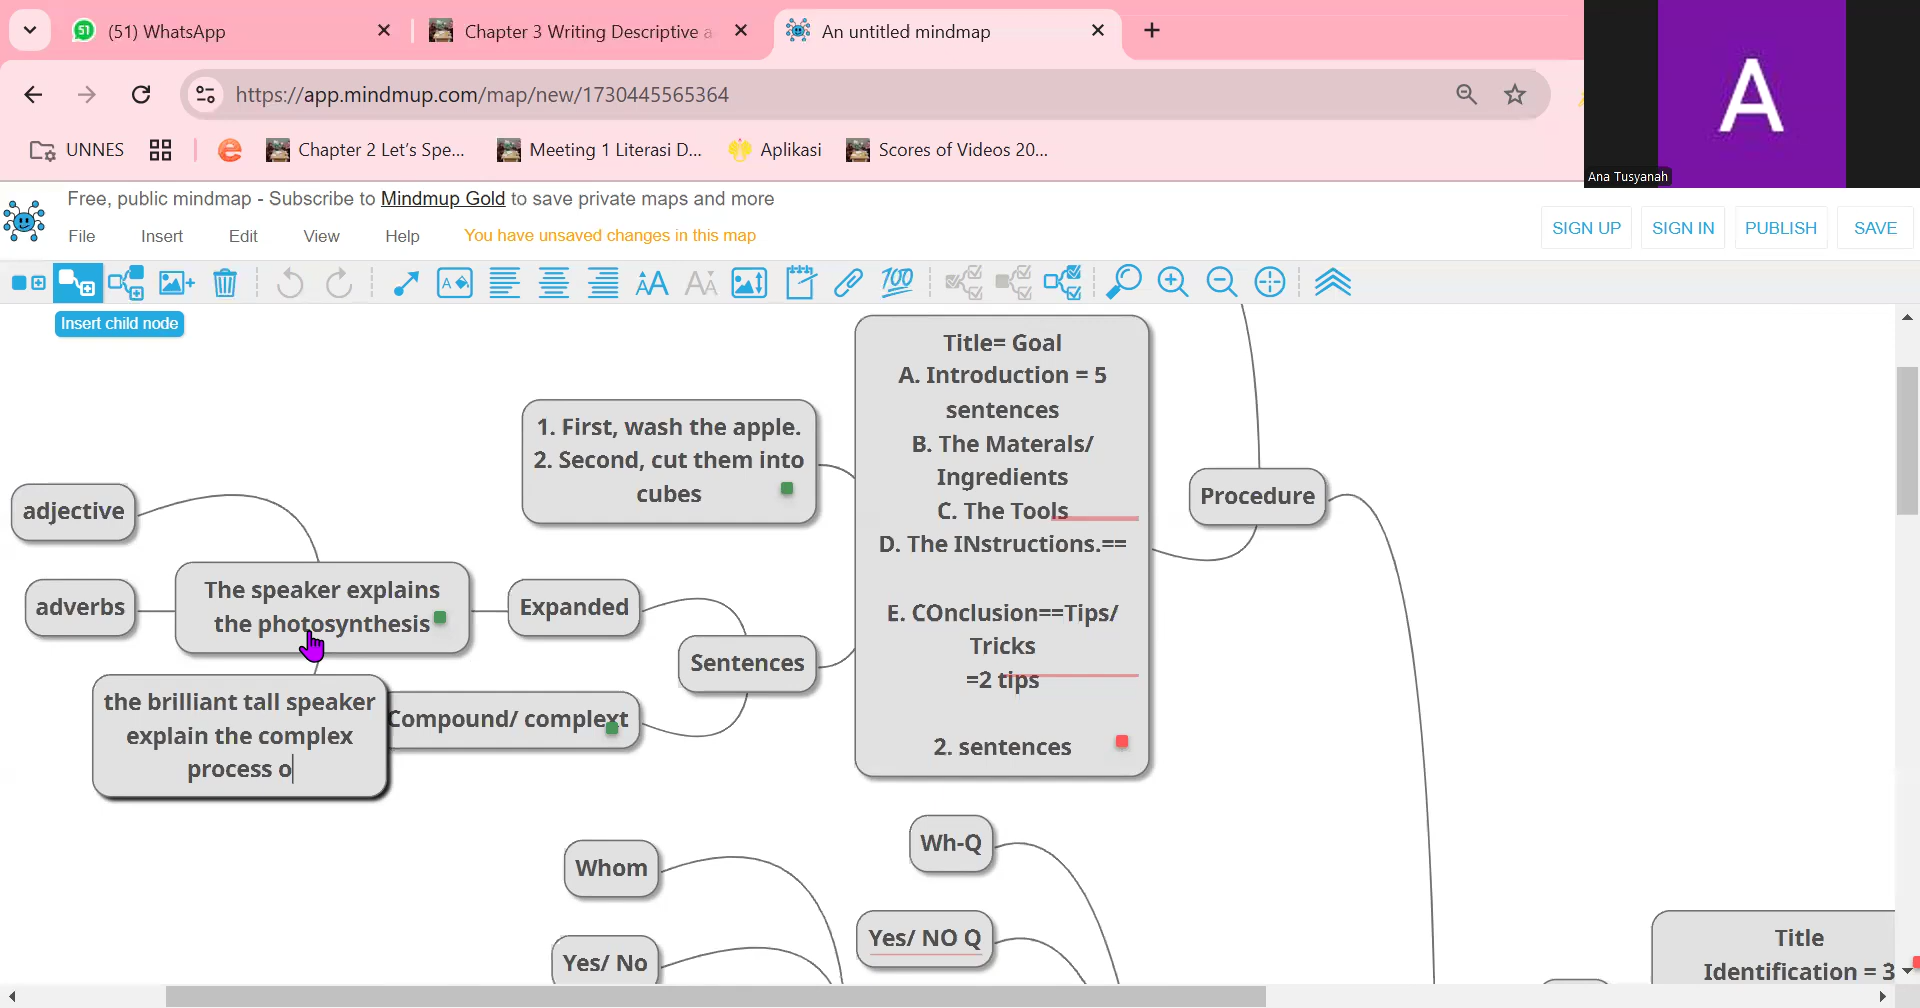 51
(51) WhatsApp
Chapter 3 Writing Descriptive a
An untitled mindmap
https://app.mindmup.com/map/new/1730445565364
UNNES
Chapter 2 Let's Spe...
Meeting 1 Literasi D...
Aplikasi
Scores of Videos 20...
A
Ana Tusyanah
Free, public mindmap - Subscribe to Mindmup Gold to save private maps and more
File
Insert
Edit
View
Help
You have unsaved changes in this map
SIGN UP
SIGN IN
PUBLISH
SAVE
Insert child node
adjective
adverbs
The speaker explains
the photosynthesis
the brilliant tall speaker
explain the complex
process o
1. First, wash the apple.
2. Second, cut them into
cubes
Expanded
Sentences
Compound/ complext
Title= Goal
A. Introduction = 5
sentences
B. The Materals/
Ingredients
C. The Tools
D. The INstructions.==
E. COnclusion==Tips/
Tricks
=2 tips
2. sentences
Procedure
Whom
Yes/ No
Wh-Q
Yes/ NO Q
Title
Identification = 3